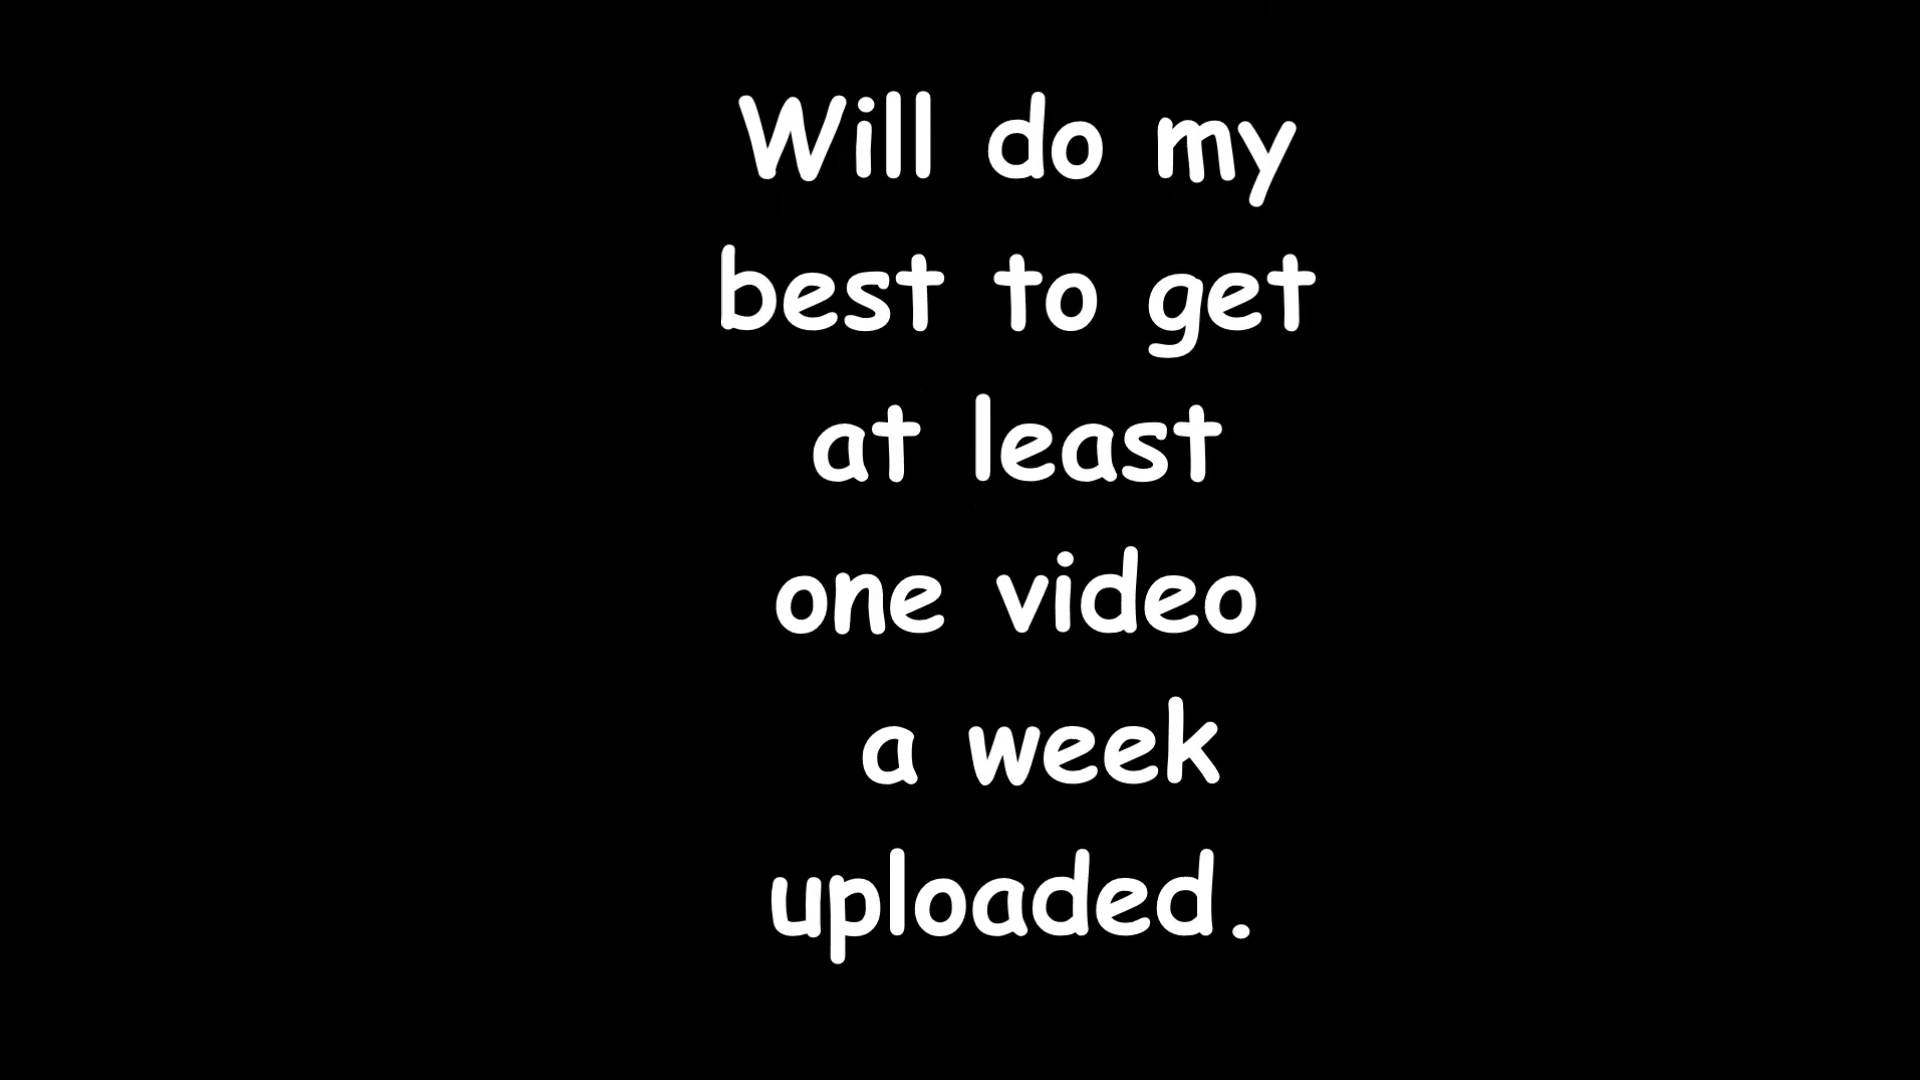 Will do my
best to get
at least
one video
a week
uploaded.